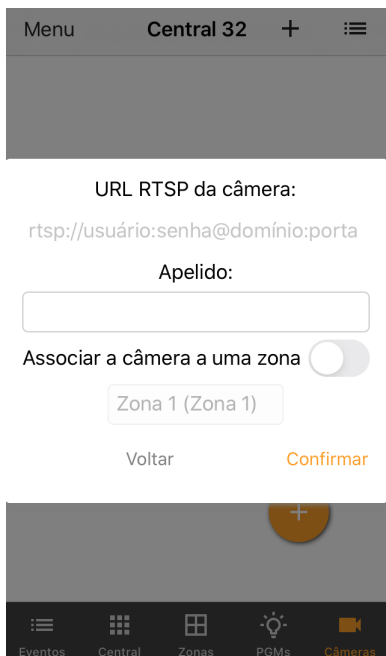 Menu Central 32 +
URL RTSP da câmera:
rtsp://usuário:senha@domínio:porta
Apelido:
Associar a câmera a uma zona
Zona 1 (Zona 1)
Voltar Confirmar
+
Eventos Central Zonas PGMs Câmeras